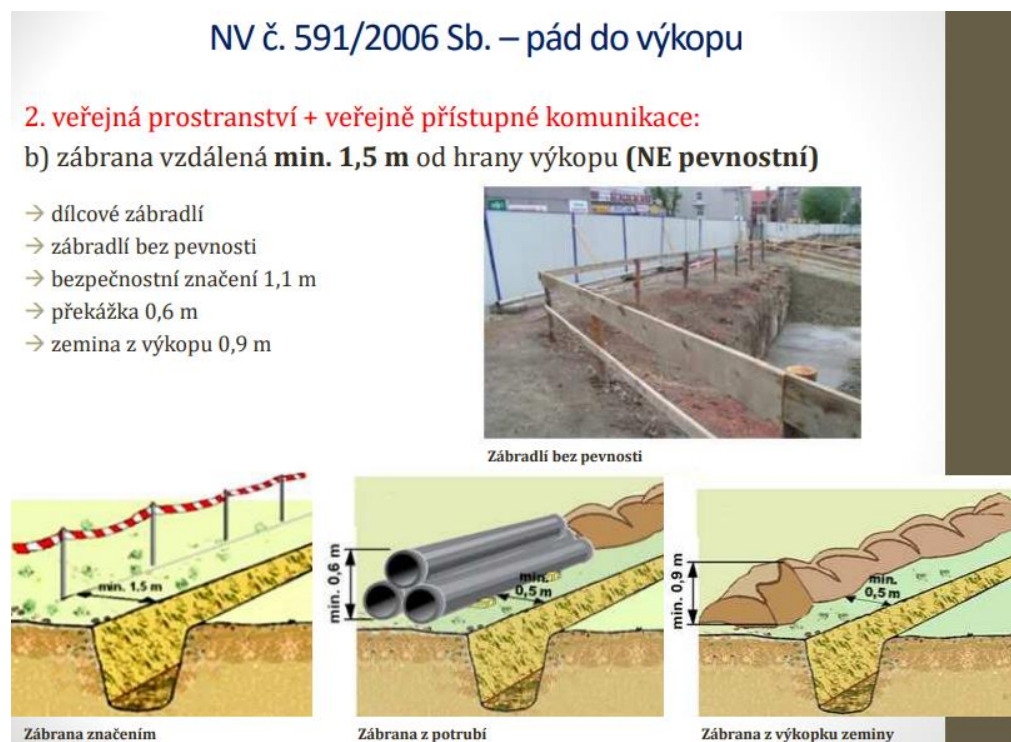 NV č. 591/2006 Sb. – pád do výkopu
2. veřejná prostranství + veřejně přístupné komunikace:
b) zábrana vzdálená min. 1,5 m od hrany výkopu (NE pevnostní)
→ dílcové zábradlí
→ zábradlí bez pevnosti
→ bezpečnostní značení 1,1 m
→ překážka 0,6 m
→ zemina z výkopu 0,9 m
Zábradlí bez pevnosti
min. 1,5 m
min. 0,6 m
min.
0,5 m
min. 0,9 m
min.
0,5 m
Zábrana značením
Zábrana z potrubí
Zábrana z výkopku zeminy